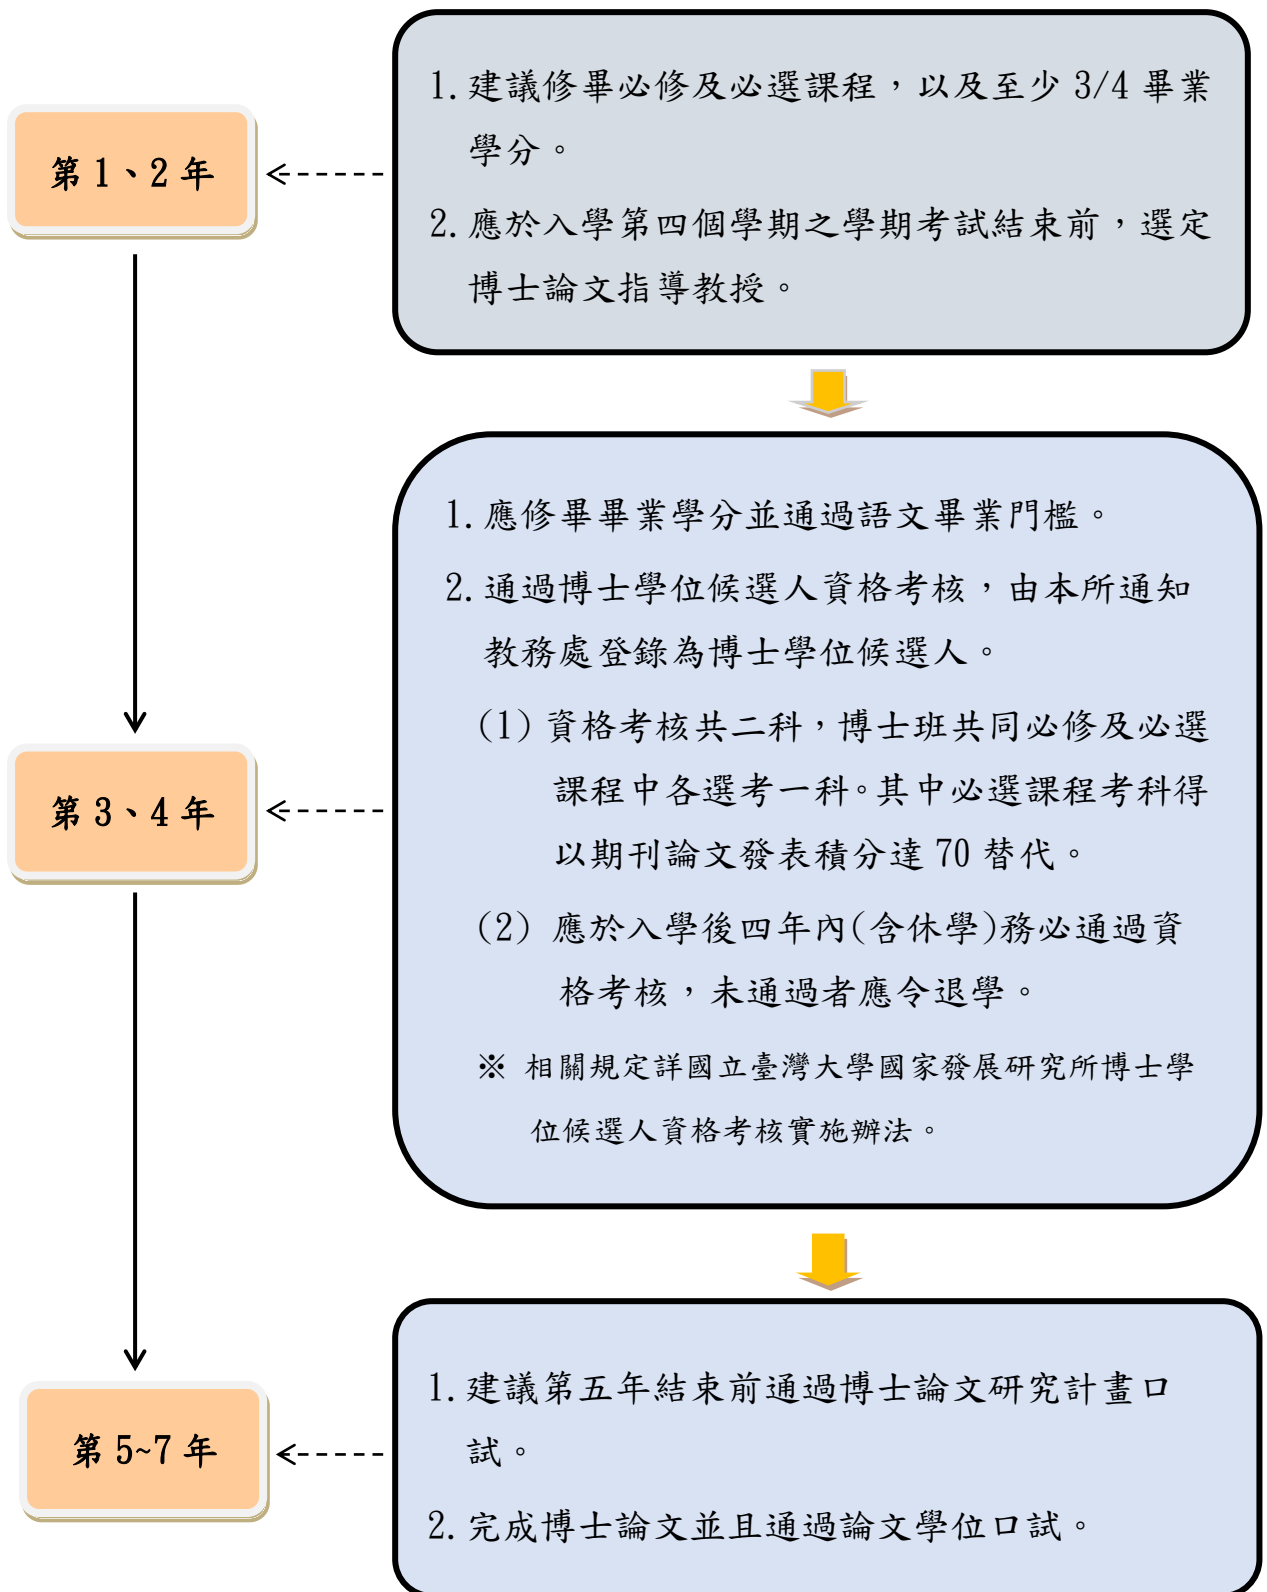 第 1、2 年
1. 建議修畢必修及必選課程，以及至少 3/4 畢業
學分。
2. 應於入學第四個學期之學期考試結束前，選定
博士論文指導教授。
第 3、4 年
1. 應修畢畢業學分並通過語文畢業門檻。
2. 通過博士學位候選人資格考核，由本所通知
教務處登錄為博士學位候選人。
(1) 資格考核共二科，博士班共同必修及必選
課程中各選考一科。其中必選課程考科得
以期刊論文發表積分達 70 替代。
(2) 應於入學後四年內(含休學)務必通過資
格考核，未通過者應令退學。
※ 相關規定詳國立臺灣大學國家發展研究所博士學
位候選人資格考核實施辦法。
第 5~7 年
1. 建議第五年結束前通過博士論文研究計畫口
試。
2. 完成博士論文並且通過論文學位口試。